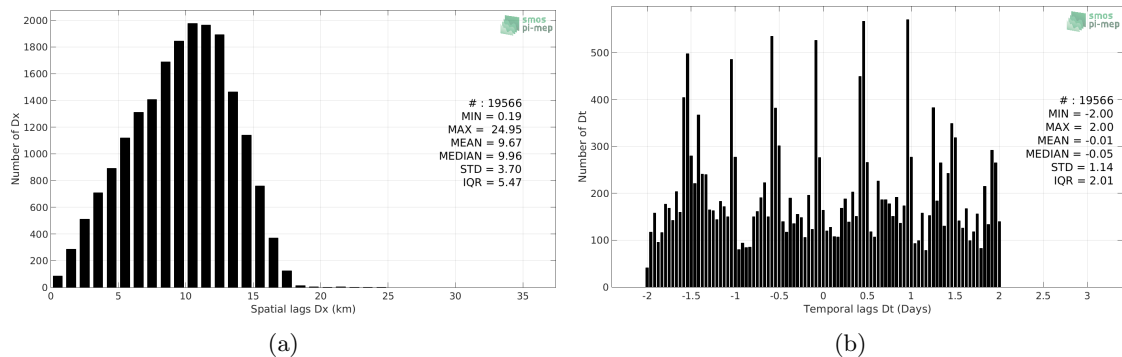 2000
1800
1600
1400
1200
1000
800
600
400
200
0
Number of Dx
0 5 10 15 20 25 30 35
Spatial lags Dx (km)
smos
pi-mep
# : 19566
MIN = 0.19
MAX = 24.95
MEAN = 9.67
MEDIAN = 9.96
STD = 3.70
IQR = 5.47
(a)
500
400
300
200
100
0
Number of Dt
-2 -1.5 -1 -0.5 0 0.5 1 1.5 2 2.5 3
Temporal lags Dt (Days)
smos
pi-mep
# : 19566
MIN = -2.00
MAX = 2.00
MEAN = -0.01
MEDIAN = -0.05
STD = 1.14
IQR = 2.01
(b)